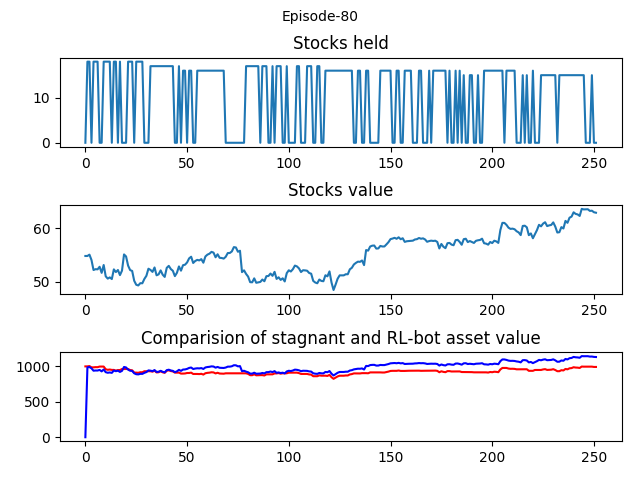 Episode-80
Stocks held
10
0
0 50 100 150 200 250
Stocks value
60
50
0 50 100 150 200 250
Comparision of stagnant and RL-bot asset value
1000
500
0
0 50 100 150 200 250